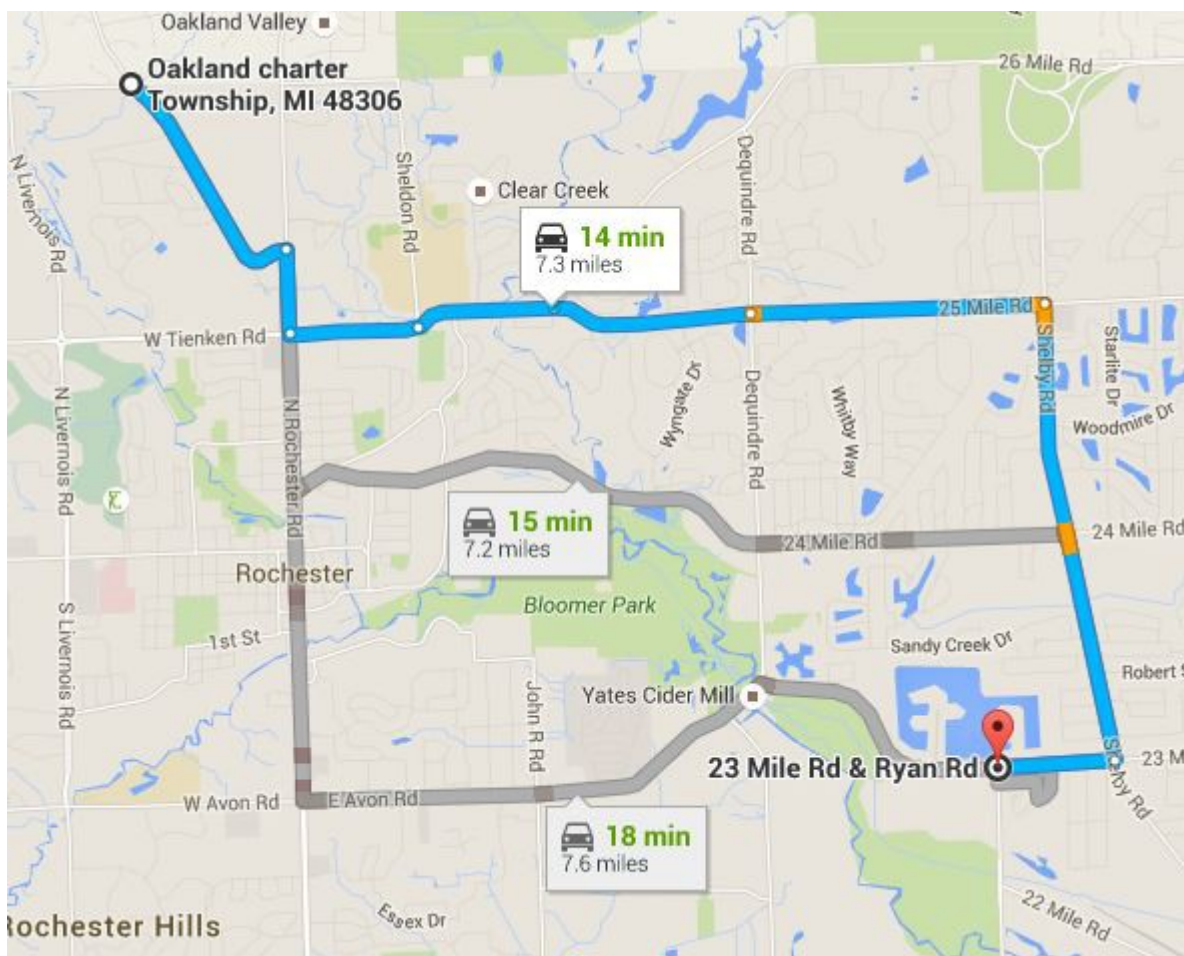 Oakland Valley
Oakland charter
Township, MI 48306
26 Mile Rd
N Livernois Rd
Sheldon Rd
Dequindre Rd
Clear Creek
14 min
7.3 miles
25 Mile Rd
W Tienken Rd
Shelby Rd
Starlite Dr
Wyngate Dr
Dequindre Rd
Whitby Way
Woodmire Dr
N Livernois Rd
N Rochester Rd
15 min
7.2 miles
24 Mile Rd
24 Mile Rd
Rochester
Bloomer Park
1st St
S Livernois Rd
Sandy Creek Dr
Robert S
John R Rd
Yates Cider Mill
23 Mile Rd & Ryan Rd
23 M
Shelby Rd
W Avon Rd
E Avon Rd
18 min
7.6 miles
Essex Dr
22 Mile Rd
Rochester Hills